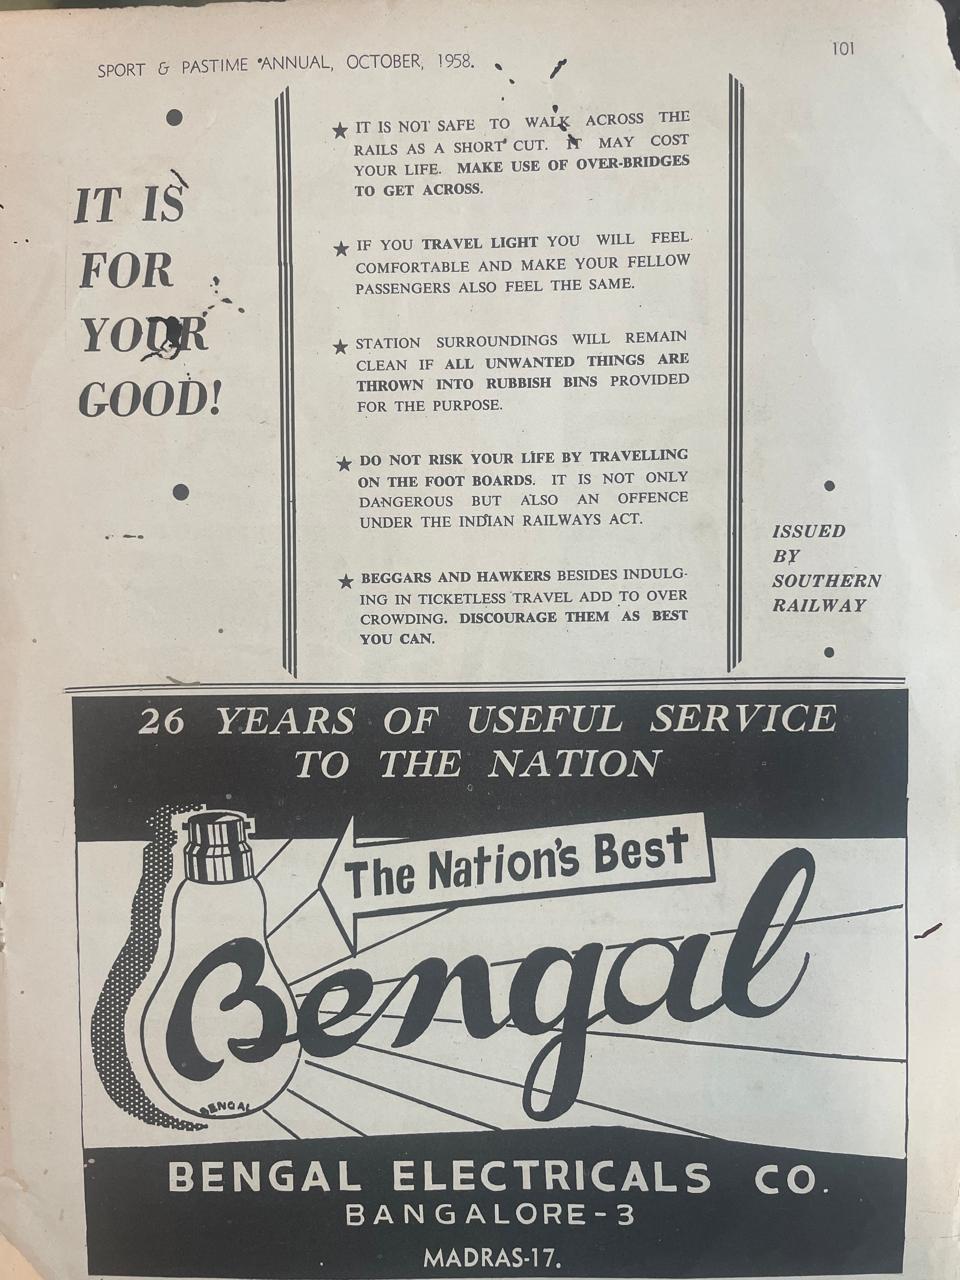 SPORT & PASTIME ANNUAL, OCTOBER, 1958.
101
IT IS
FOR
YOUR
GOOD!
★ IT IS NOT SAFE TO WALK ACROSS THE
RAILS AS A SHORT CUT. IT MAY COST
YOUR LIFE. MAKE USE OF OVER-BRIDGES
TO GET ACROSS.
★ IF YOU TRAVEL LIGHT YOU WILL FEEL
COMFORTABLE AND MAKE YOUR FELLOW
PASSENGERS ALSO FEEL THE SAME.
★ STATION SURROUNDINGS WILL REMAIN
CLEAN IF ALL UNWANTED THINGS ARE
THROWN INTO RUBBISH BINS PROVIDED
FOR THE PURPOSE.
★ DO NOT RISK YOUR LIFE BY TRAVELLING
ON THE FOOT BOARDS. IT IS NOT ONLY
DANGEROUS BUT ALSO AN OFFENCE
UNDER THE INDIAN RAILWAYS ACT.
★ BEGGARS AND HAWKERS BESIDES INDULG-
ING IN TICKETLESS TRAVEL ADD TO OVER
CROWDING. DISCOURAGE THEM AS BEST
YOU CAN.
ISSUED
BY
SOUTHERN
RAILWAY
26 YEARS OF USEFUL SERVICE
TO THE NATION
The Nation's Best
Bengal
BENGAL
BENGAL ELECTRICALS CO.
BANGALORE-3
MADRAS-17.